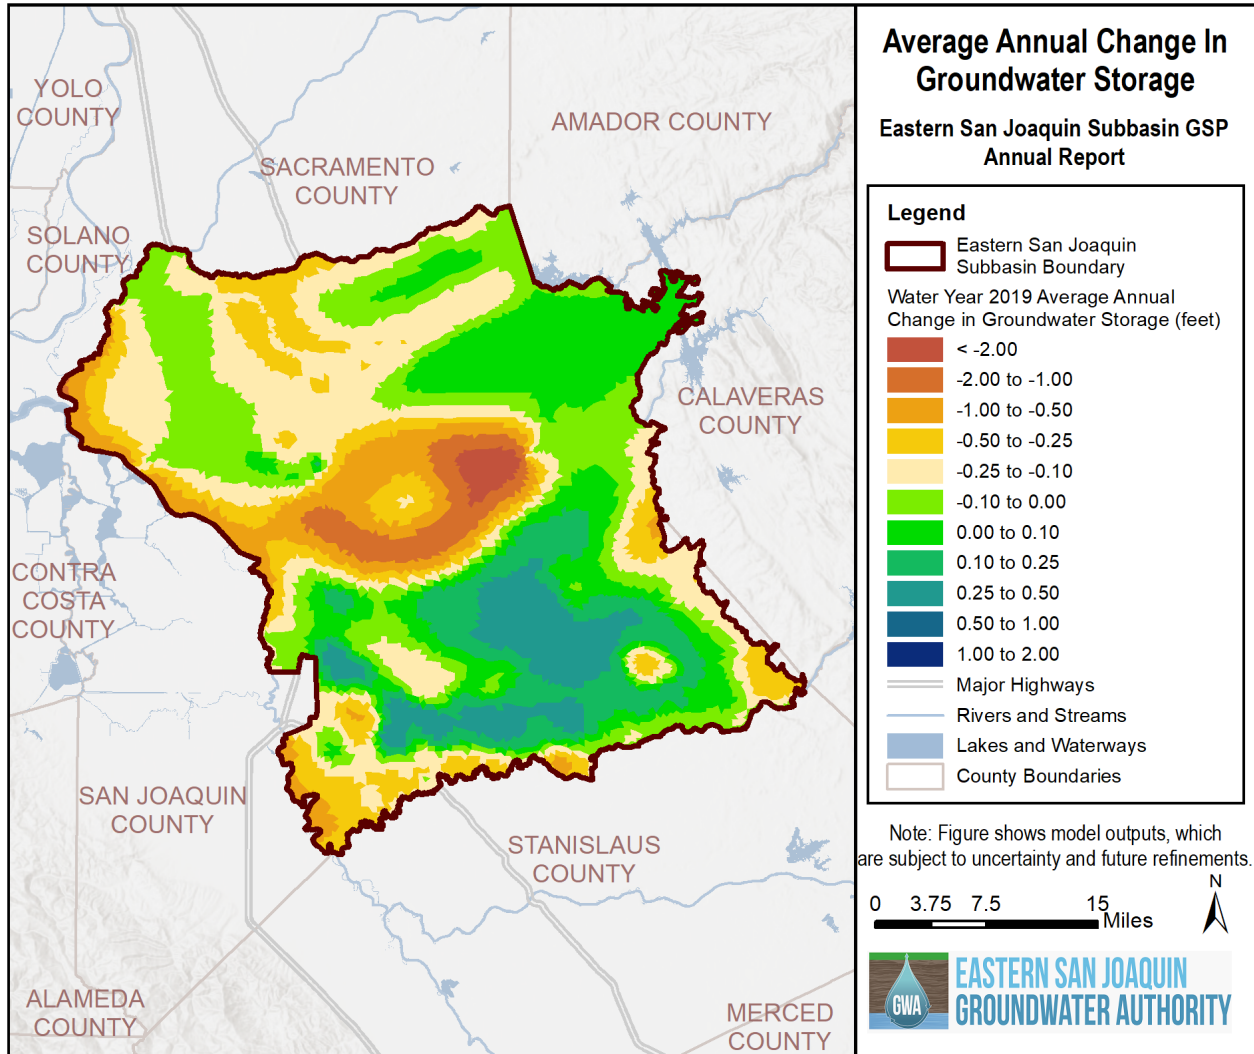 YOLO
COUNTY
AMADOR COUNTY
SACRAMENTO
COUNTY
SOLANO
COUNTY
CALAVERAS
COUNTY
CONTRA
COSTA
COUNTY
SAN JOAQUIN
COUNTY
STANISLAUS
COUNTY
ALAMEDA
COUNTY
MERCED
COUNTY
Average Annual Change In
Groundwater Storage
Eastern San Joaquin Subbasin GSP
Annual Report
Legend
Eastern San Joaquin
Subbasin Boundary
Water Year 2019 Average Annual
Change in Groundwater Storage (feet)
< -2.00
-2.00 to -1.00
-1.00 to -0.50
-0.50 to -0.25
-0.25 to -0.10
-0.10 to 0.00
0.00 to 0.10
0.10 to 0.25
0.25 to 0.50
0.50 to 1.00
1.00 to 2.00
Major Highways
Rivers and Streams
Lakes and Waterways
County Boundaries
Note: Figure shows model outputs, which
are subject to uncertainty and future refinements.
0 3.75 7.5 15
Miles
N
GWA
EASTERN SAN JOAQUIN
GROUNDWATER AUTHORITY